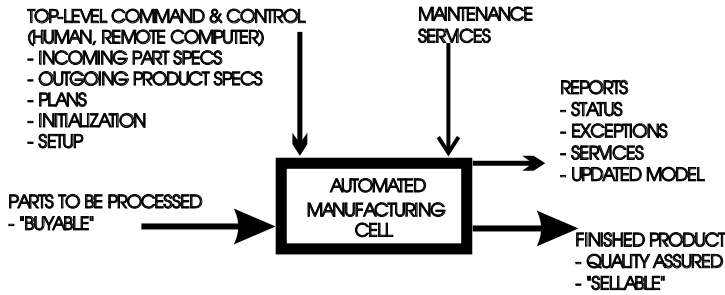 TOP-LEVEL COMMAND & CONTROL
(HUMAN, REMOTE COMPUTER)
- INCOMING PART SPECS
- OUTGOING PRODUCT SPECS
- PLANS
- INITIALIZATION
- SETUP
MAINTENANCE
SERVICES
REPORTS
- STATUS
- EXCEPTIONS
- SERVICES
- UPDATED MODEL
PARTS TO BE PROCESSED
- "BUYABLE"
AUTOMATED
MANUFACTURING
CELL
FINISHED PRODUCT
- QUALITY ASSURED
- "SELLABLE"